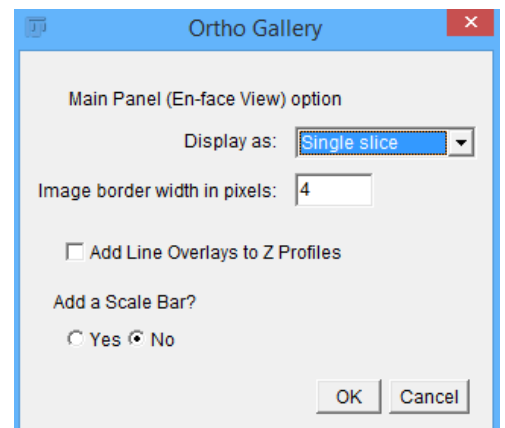 Ortho Gallery
Main Panel (En-face View) option
Display as: Single slice
Image border width in pixels: 4
Add Line Overlays to Z Profiles
Add a Scale Bar?
Yes No
OK Cancel